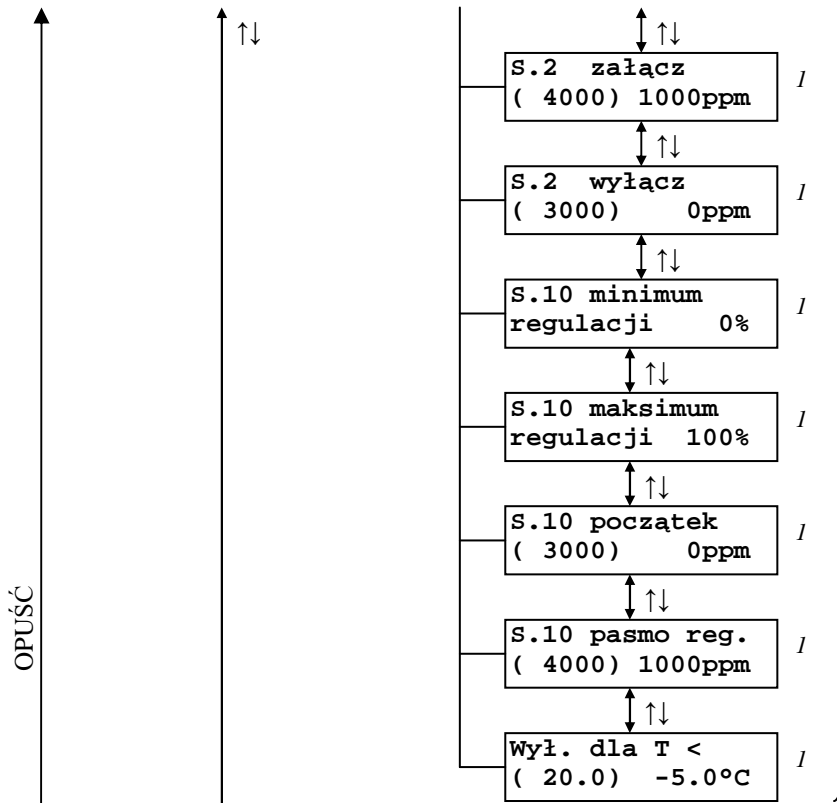 ↑↓
↑↓
S.2 załącz
( 4000) 1000ppm
1
↑↓
S.2 wyłącz
( 3000) 0ppm
1
↑↓
S.10 minimum
regulacji 0%
1
↑↓
S.10 maksimum
regulacji 100%
1
↑↓
S.10 początek
( 3000) 0ppm
1
↑↓
S.10 pasmo reg.
( 4000) 1000ppm
1
↑↓
Wył. dla T <
( 20.0) -5.0°C
1
OPUŚĆ